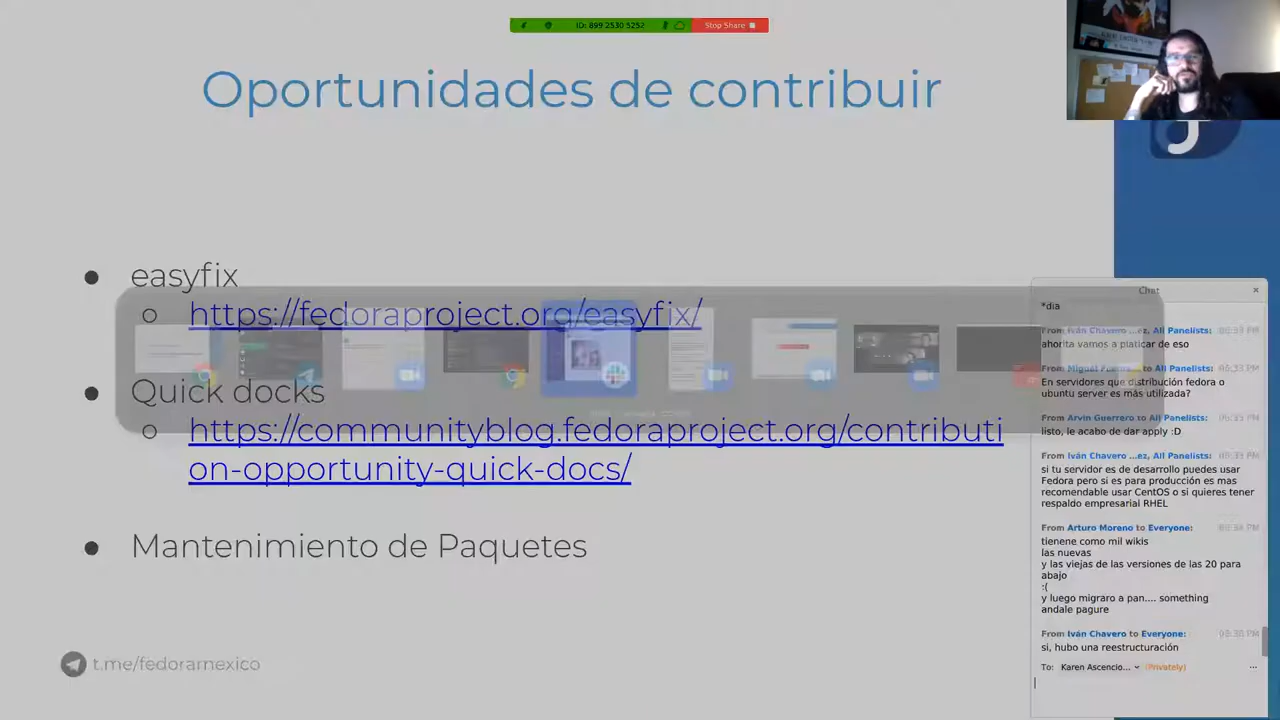 ID: 899 2530 5252
Stop Share
Oportunidades de contribuir
easyfix
https://fedoraproject.org/easyfix/
Quick docks
https://communityblog.fedoraproject.org/contributi
on-opportunity-quick-docs/
Mantenimiento de Paquetes
t.me/fedoramexico
Chat
*dia
From Iván Chavero ...ez, All Panelists:
ahorita vamos a platicar de eso
to All Panelists:
En servidores que distribución fedora o
ubuntu server es más utilizada?
From Arvin Guerrero to All Panelists:
listo, le acabo de dar apply :D
From Iván Chavero ...ez, All Panelists:
si tu servidor es de desarrollo puedes usar
Fedora pero si es para producción es mas
recomendable usar CentOS o si quieres tener
respaldo empresarial RHEL
From Arturo Moreno to Everyone:
tienene como mil wikis
las nuevas
y las viejas de las versiones de las 20 para
abajo
:(
y luego migraro a pan.... something
andale pagure
From Iván Chavero to Everyone:
si, hubo una reestructuración
To: Karen Ascencio... (Privately) ...